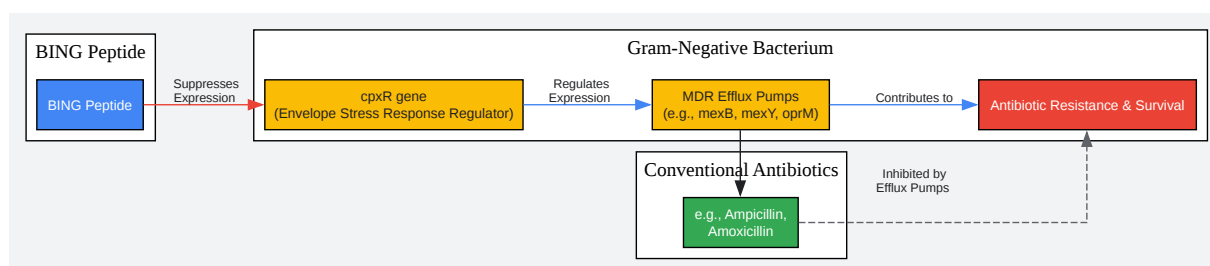 BING Peptide
BING Peptide
Suppresses
Expression
Gram-Negative Bacterium
cpxR gene
(Envelope Stress Response Regulator)
Regulates
Expression
MDR Efflux Pumps
(e.g., mexB, mexY, oprM)
Contributes to
Antibiotic Resistance & Survival
Conventional Antibiotics
e.g., Ampicillin,
Amoxicillin
Inhibited by
Efflux Pumps